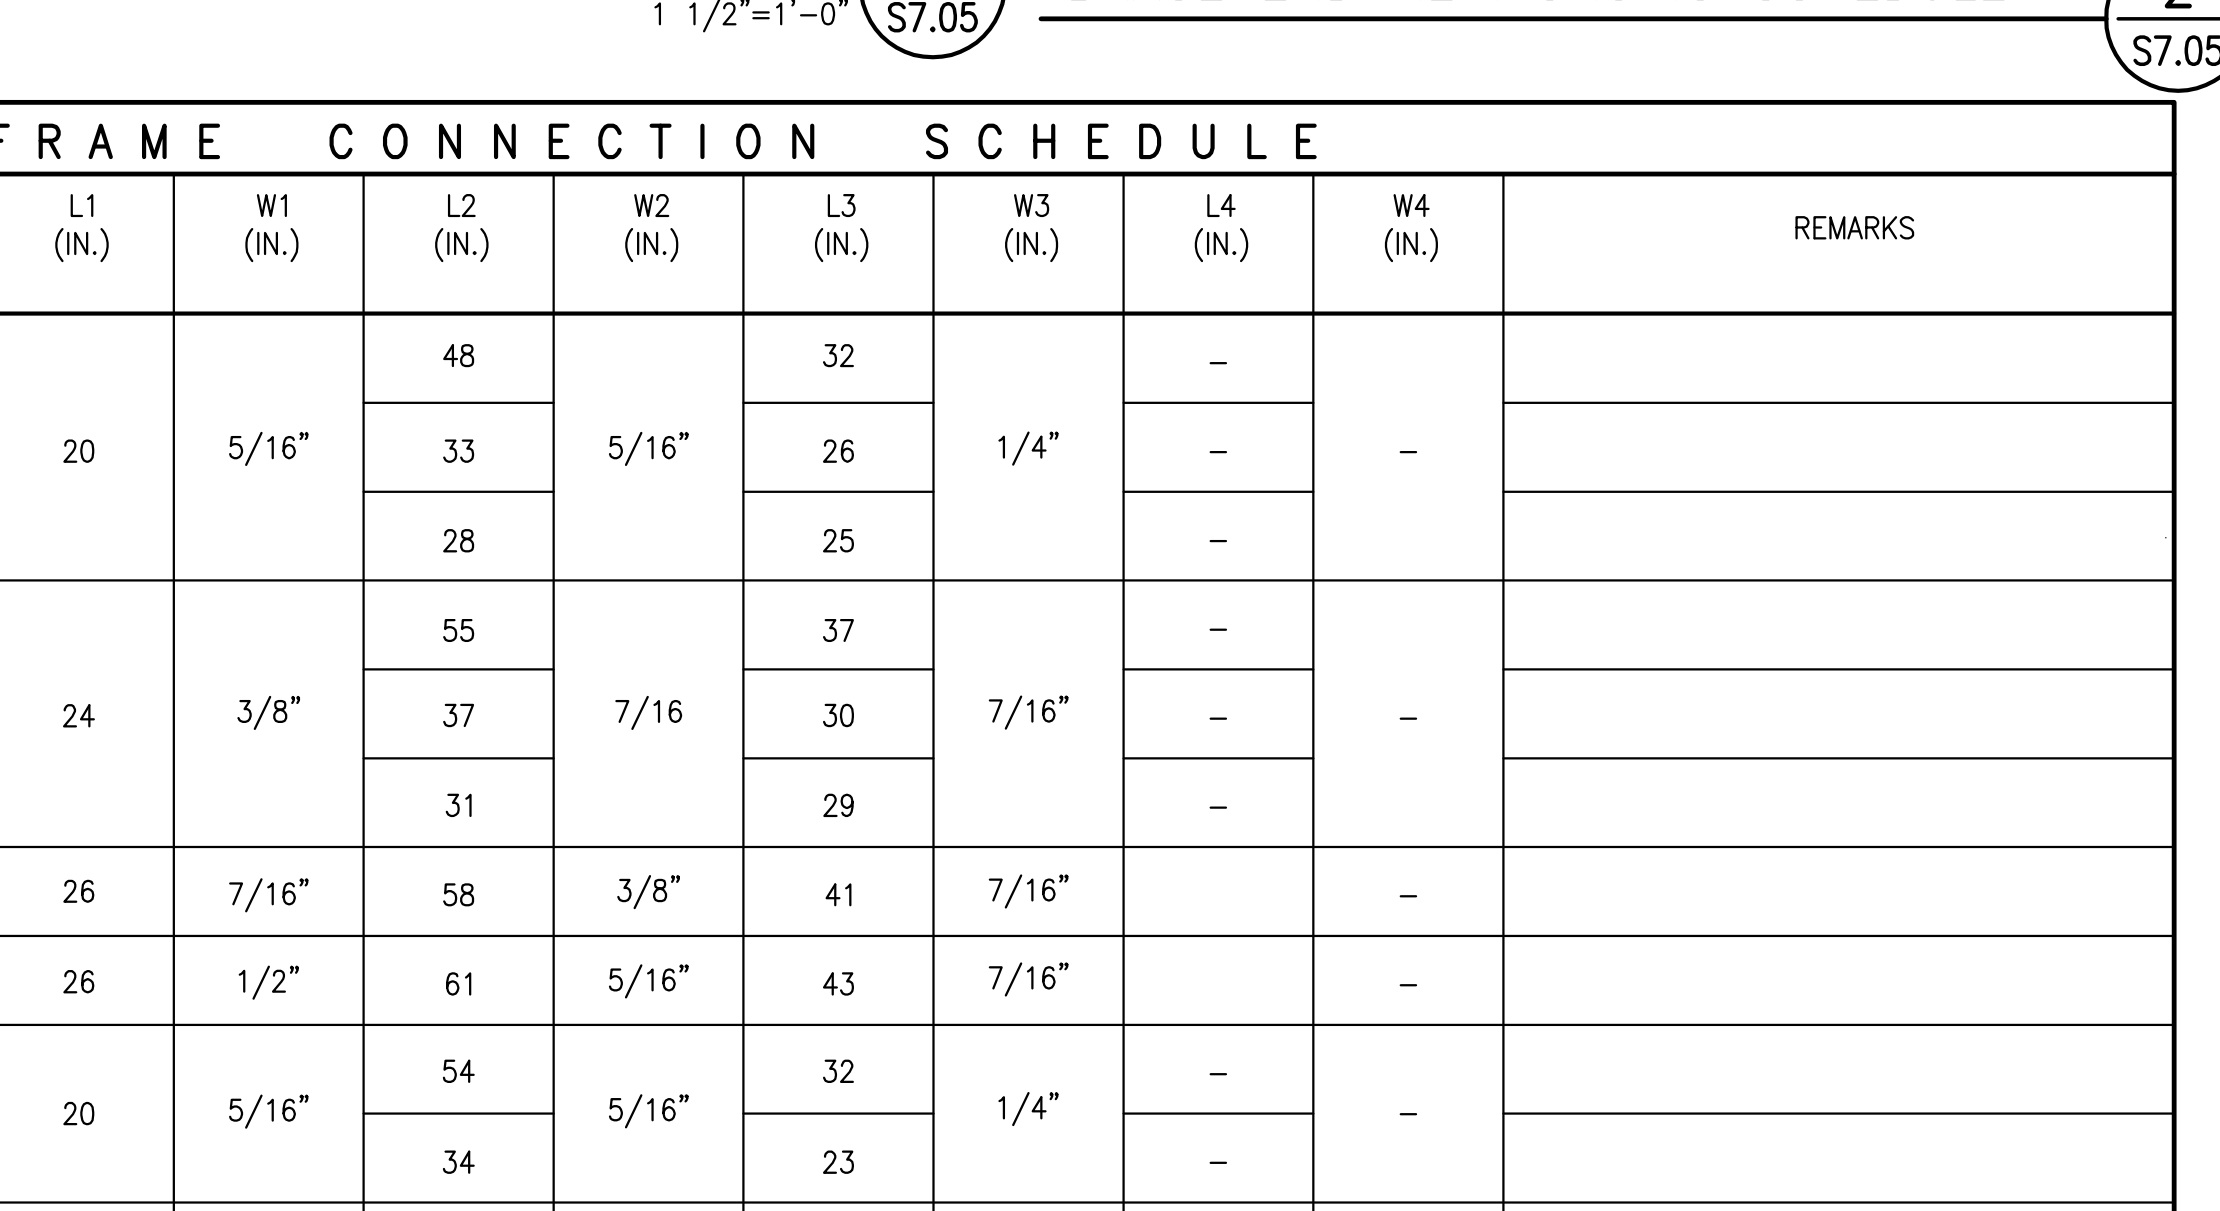 1 1/2"=1'-0"
S7.05
S7.05
FRAME CONNECTION SCHEDULE
L1 (IN.) W1 (IN.) L2 (IN.) W2 (IN.) L3 (IN.) W3 (IN.) L4 (IN.) W4 (IN.) REMARKS
48 32 –
20 5/16" 33 5/16" 26 1/4" – –
28 25 –
55 37 –
24 3/8" 37 7/16 30 7/16" – –
31 29 –
26 7/16" 58 3/8" 41 7/16" –
26 1/2" 61 5/16" 43 7/16" –
54 32 –
20 5/16" 5/16" 1/4" –
34 23 –